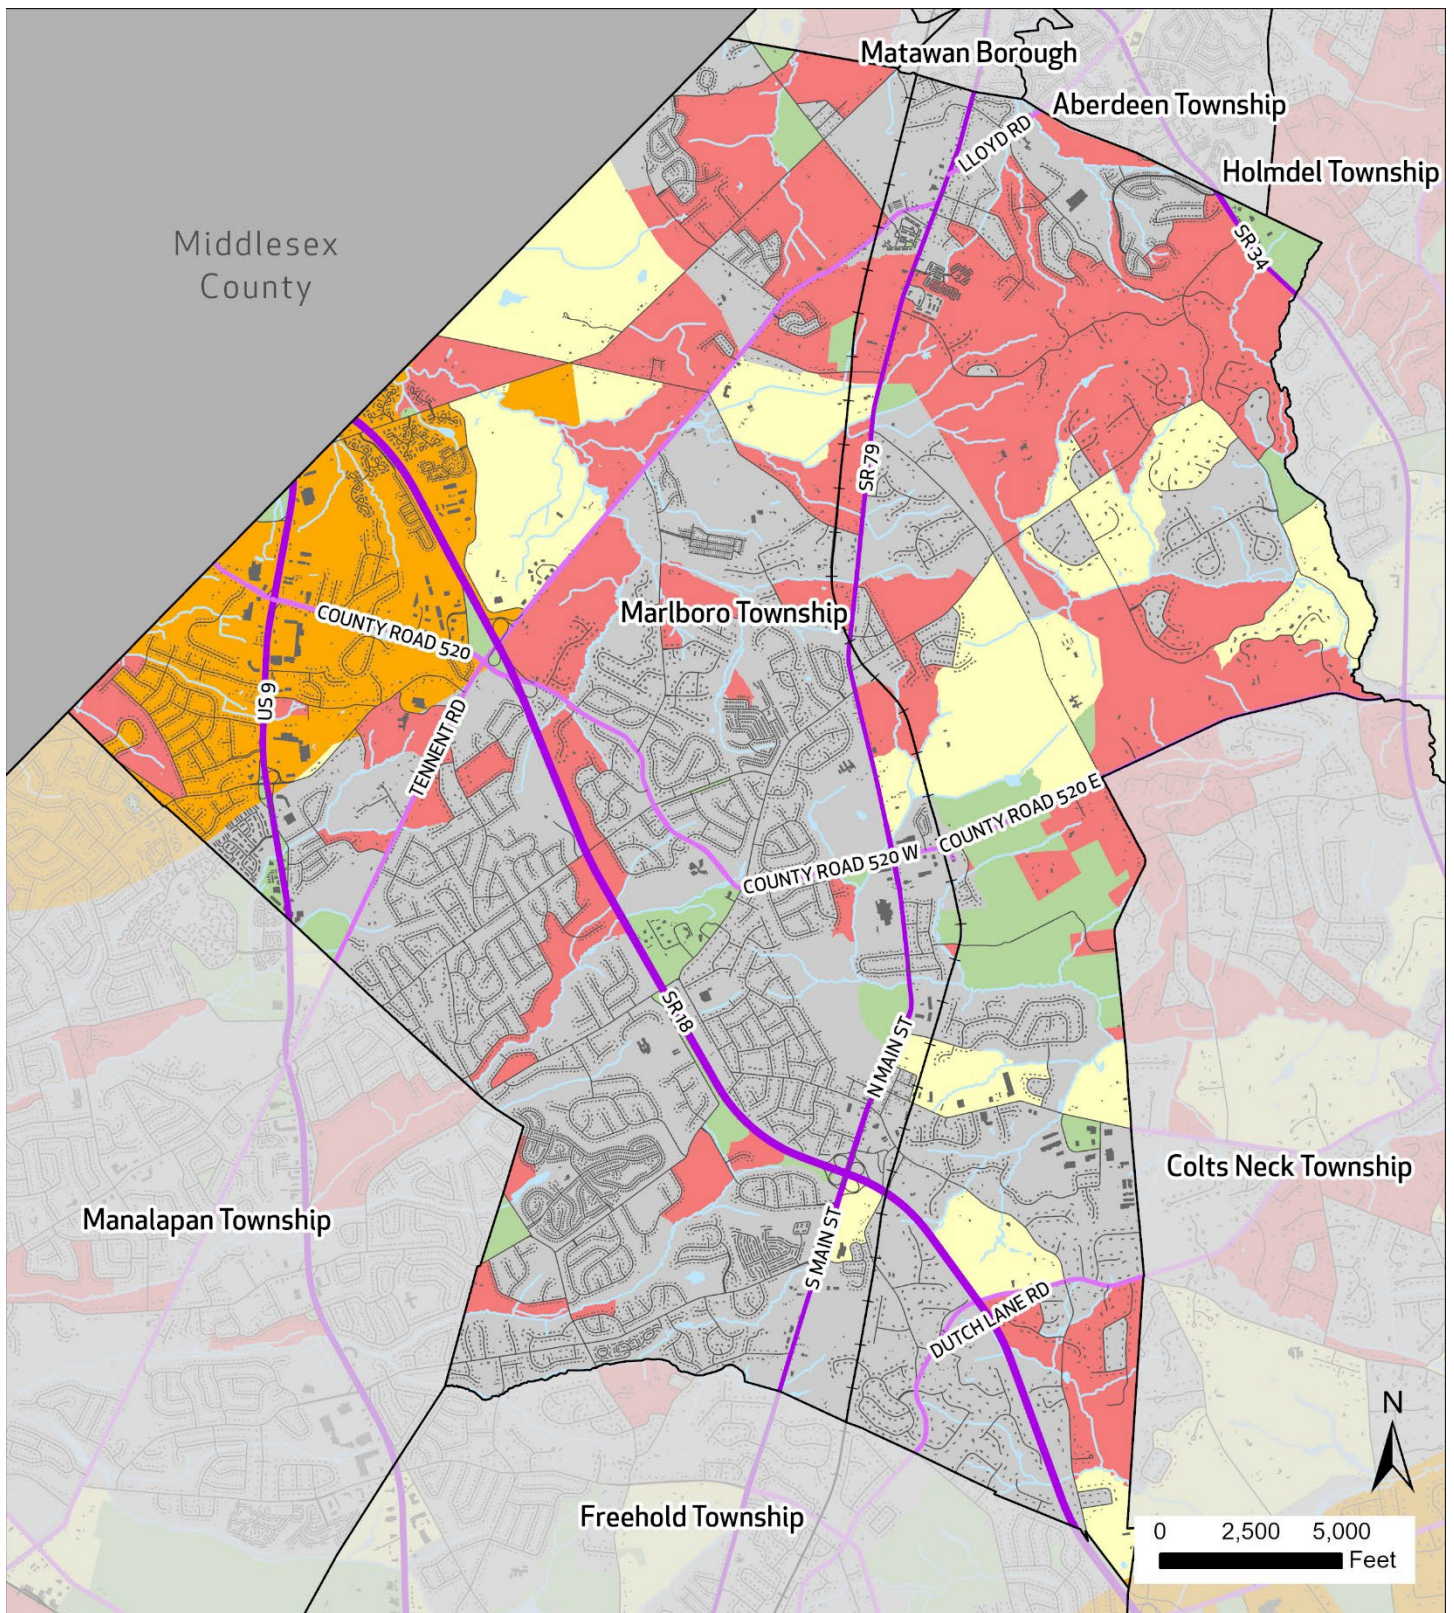 Matawan Borough
Aberdeen Township
LLOYD RD
Holmdel Township
SR 34
Middlesex
County
SR 79
COUNTY ROAD 520
Marlboro Township
US 9
TENNENT RD
COUNTY ROAD 520 E
COUNTY ROAD 520 W
SR 18
N MAIN ST
Colts Neck Township
Manalapan Township
S MAIN ST
DUTCH LANE RD
N
Freehold Township
0 2,500 5,000
Feet